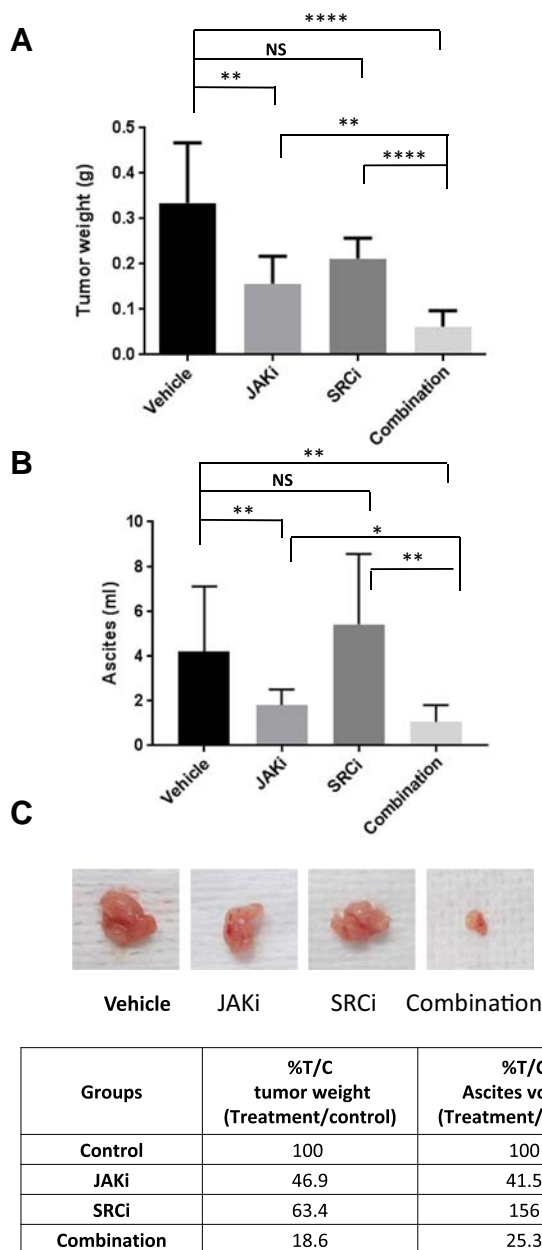 A
****
NS
**
**
****
Tumor weight (g)
0.5
0.4
0.3
0.2
0.1
0.0
Vehicle
JAKi
SRCi
Combination
B
**
NS
**
*
**
Ascites (ml)
10
8
6
4
2
0
Vehicle
JAKi
SRCi
Combination
C
Vehicle JAKi SRCi Combination
Groups
%T/C
tumor weight
(Treatment/control)
%T/C
Ascites vo
(Treatment/
Control 100 100
JAKi 46.9 41.5
SRCi 63.4 156
Combination 18.6 25.3